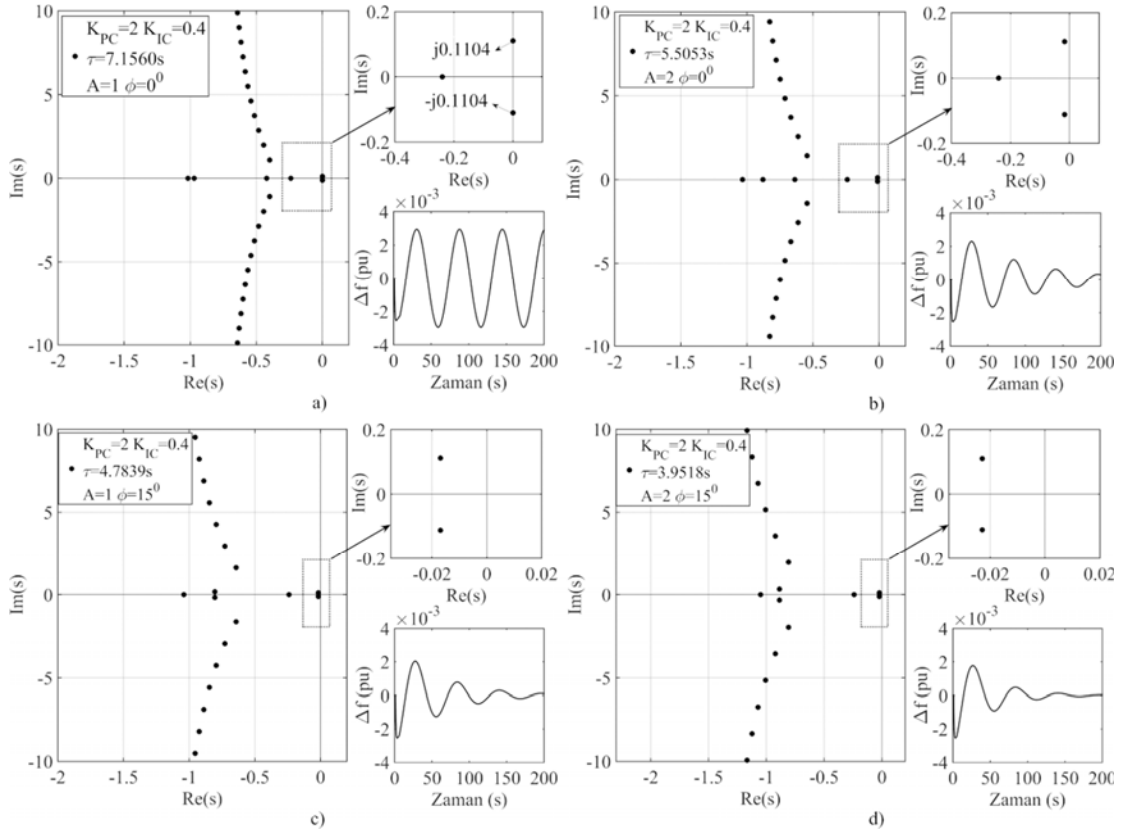 K_PC=2 K_IC=0.4
τ=7.1560s
A=1 ϕ=0⁰
10
5
0
-5
-10
Im(s)
-2 -1.5 -1 -0.5 0
Re(s)
0.2
0
-0.2
Im(s)
j0.1104
-j0.1104
-0.4 -0.2 0
Re(s)
×10⁻³
4
2
0
-2
-4
Δf (pu)
0 50 100 150 200
Zaman (s)
a)
K_PC=2 K_IC=0.4
τ=5.5053s
A=2 ϕ=0⁰
10
5
0
-5
-10
Im(s)
-2 -1.5 -1 -0.5 0
Re(s)
0.2
0
-0.2
Im(s)
-0.4 -0.2 0
Re(s)
×10⁻³
4
2
0
-2
-4
Δf (pu)
0 50 100 150 200
Zaman (s)
b)
K_PC=2 K_IC=0.4
τ=4.7839s
A=1 ϕ=15⁰
10
5
0
-5
-10
Im(s)
-2 -1.5 -1 -0.5 0
Re(s)
0.2
0
-0.2
Im(s)
-0.02 0 0.02
Re(s)
×10⁻³
4
2
0
-2
-4
Δf (pu)
0 50 100 150 200
Zaman (s)
c)
K_PC=2 K_IC=0.4
τ=3.9518s
A=2 ϕ=15⁰
10
5
0
-5
-10
Im(s)
-2 -1.5 -1 -0.5 0
Re(s)
0.2
0
-0.2
Im(s)
-0.02 0 0.02
Re(s)
×10⁻³
4
2
0
-2
-4
Δf (pu)
0 50 100 150 200
Zaman (s)
d)